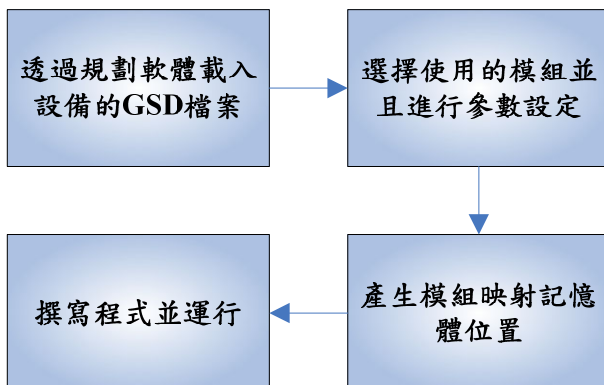 透過規劃軟體載入
設備的GSD檔案
選擇使用的模組並
且進行參數設定
產生模組映射記憶
體位置
撰寫程式並運行